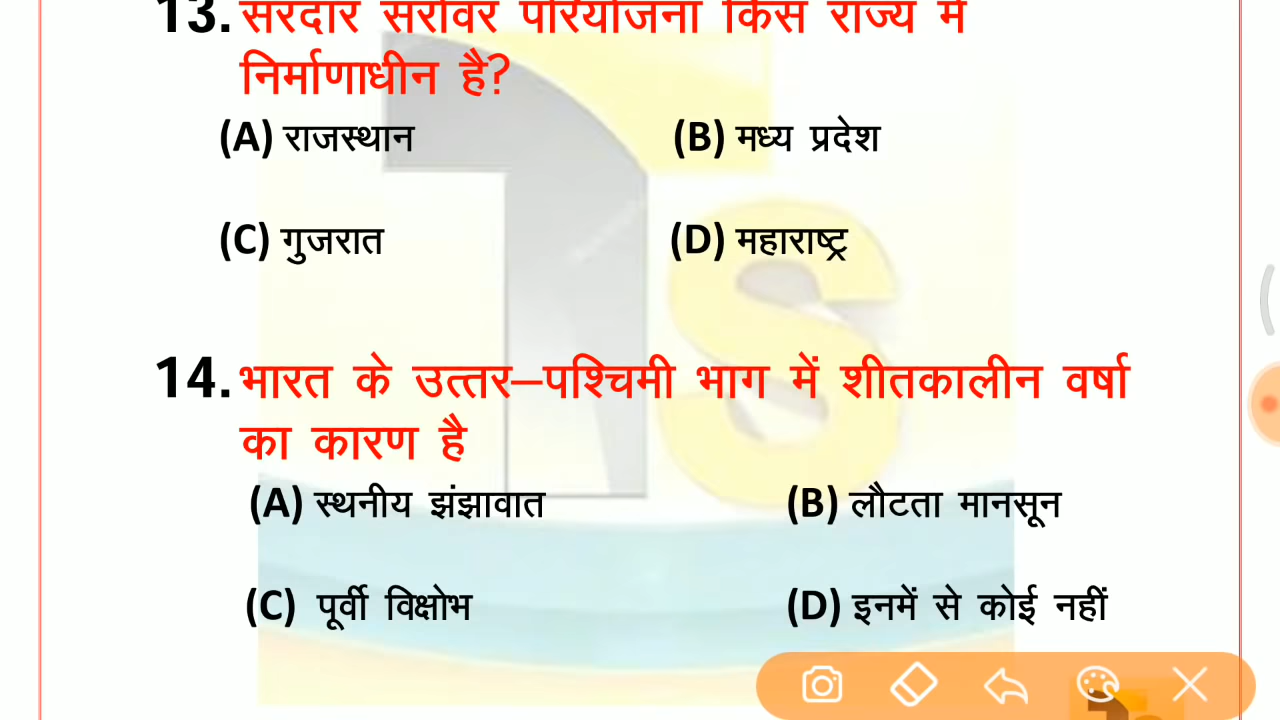 13. सरदार सरोवर परियोजना किस राज्य में
निर्माणाधीन है?
(A) राजस्थान (B) मध्य प्रदेश
(C) गुजरात (D) महाराष्ट्र
14. भारत के उत्तर–पश्चिमी भाग में शीतकालीन वर्षा
का कारण है
(A) स्थनीय झंझावात (B) लौटता मानसून
(C) पूर्वी विक्षोभ (D) इनमें से कोई नहीं